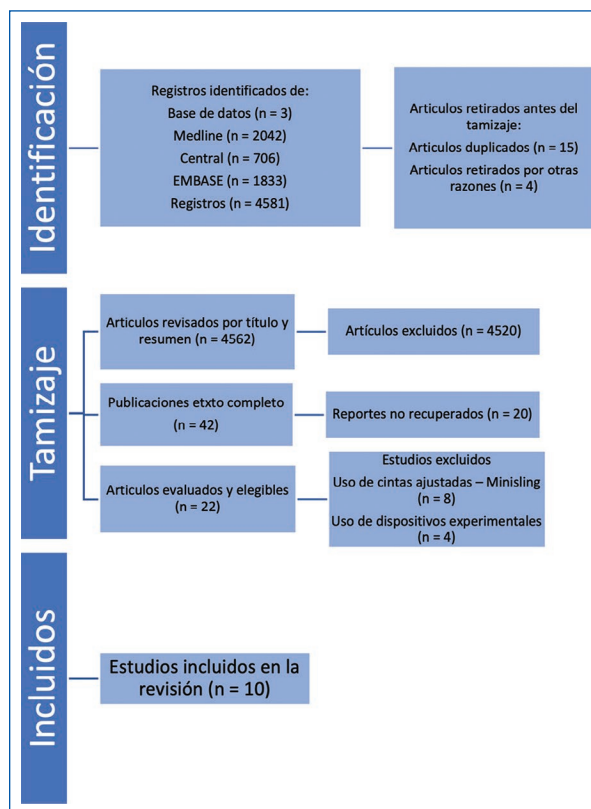 Identificación
Registros identificados de:
Base de datos (n = 3)
Medline = 2042)
Central = 706)
EMBASE = 1833)
Registros (n = 4581)
Articulos retirados antes del
tamizaje:
Articulos duplicados (n = 15)
Articulos retirados por otras
razones (n = 4)
Tamizaje
Articulos revisados por título y
resumen (n = 4562)
Artículos excluidos (n = 4520)
Publicaciones etxto completo
(n = 42)
Reportes no recuperados (n = 20)
Articulos evaluados y elegibles
(n = 22)
Estudios excluidos
Uso de cintas ajustadas – Minisling
(n = 8)
Uso de dispositivos experimentales
(n = 4)
Incluidos
Estudios incluidos en la
revisión (n = 10)